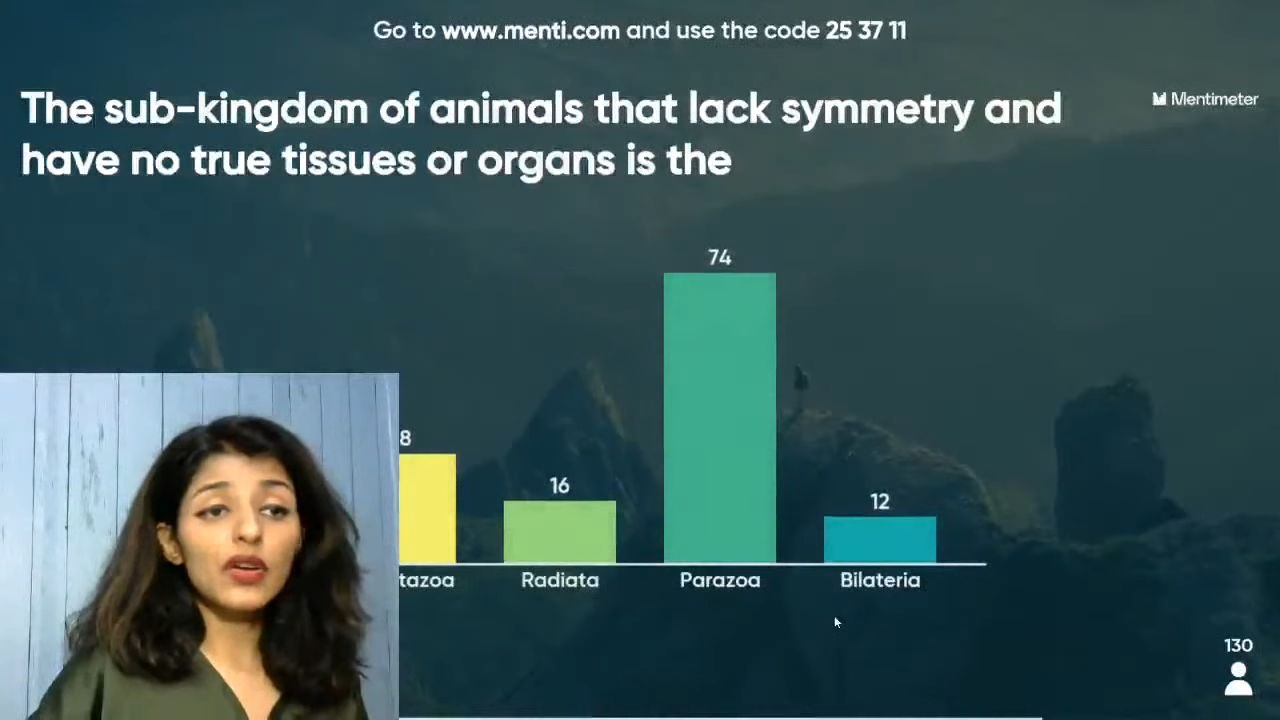 Go to www.menti.com and use the code 25 37 11
The sub-kingdom of animals that lack symmetry and
have no true tissues or organs is the
Mentimeter
74
8
16
12
tazoa
Radiata
Parazoa
Bilateria
130